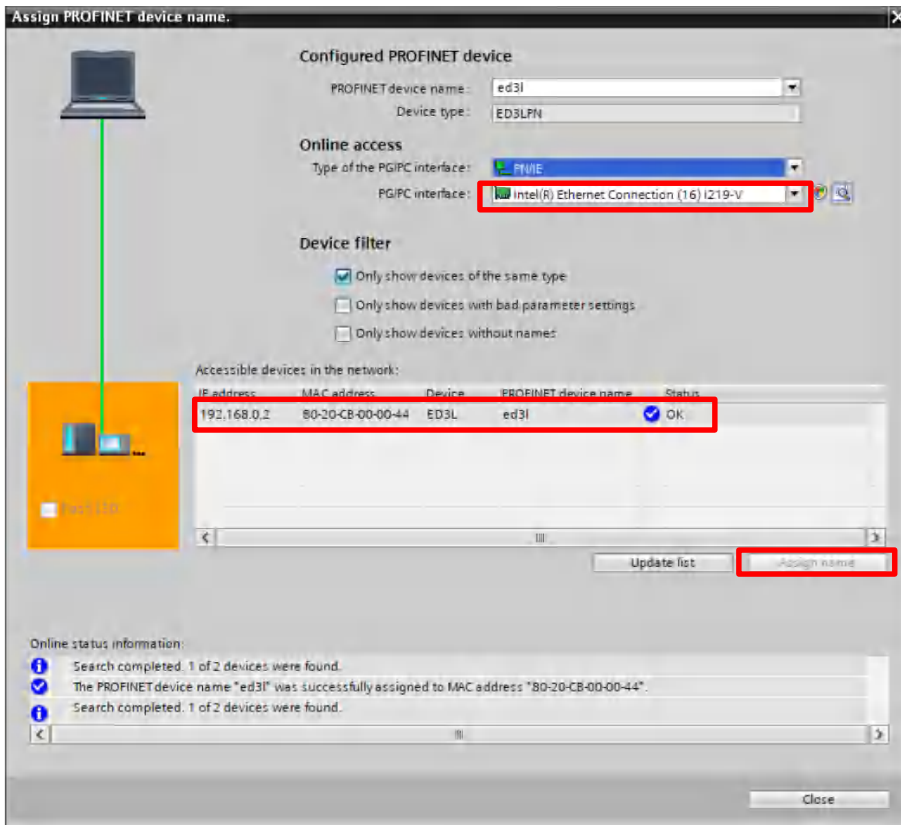 Assign PROFINET device name.
Configured PROFINET device
PROFINET device name: ed3l
Device type: ED3LPN
Online access
Type of the PG/PC interface: PN/IE
PG/PC interface: Intel(R) Ethernet Connection (16) I219-V
Device filter
Only show devices of the same type
Only show devices with bad parameter settings
Only show devices without names
Accessible devices in the network:
IP address MAC address Device PROFINET device name Status
192.168.0.2 80-20-CB-00-00-44 ED3L ed3l OK
Update list Assign name
Online status information:
Search completed. 1 of 2 devices were found.
The PROFINET device name "ed3l" was successfully assigned to MAC address "80-20-CB-00-00-44".
Search completed. 1 of 2 devices were found.
Close